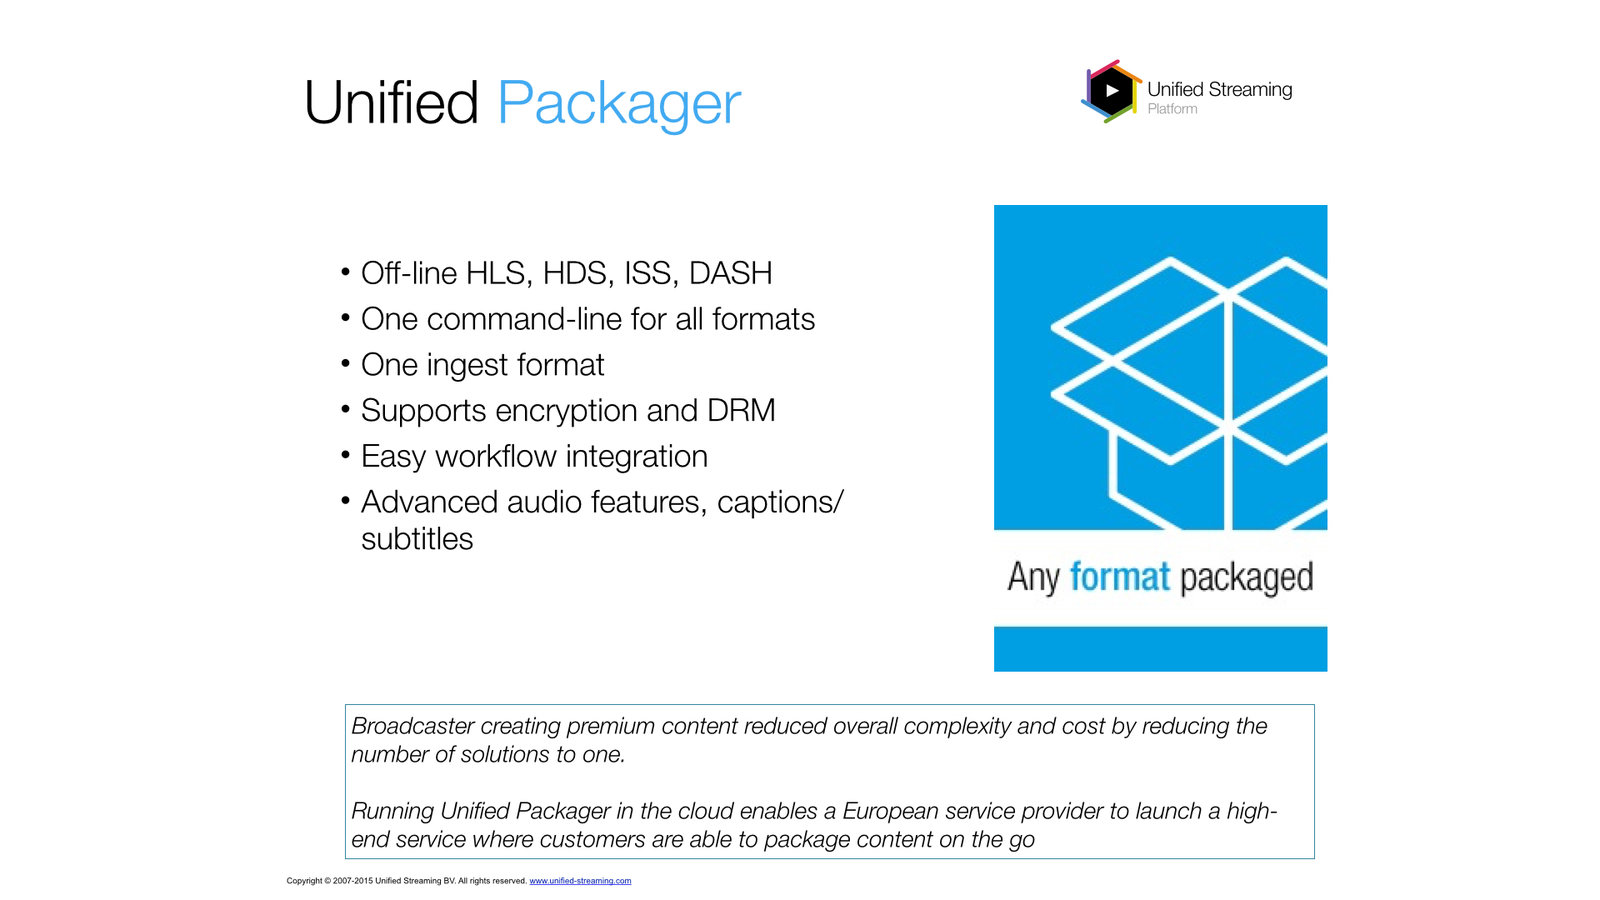 Unified Packager
Unified Streaming
Platform
• Off-line HLS, HDS, ISS, DASH
• One command-line for all formats
• One ingest format
• Supports encryption and DRM
• Easy workflow integration
• Advanced audio features, captions/
subtitles
Any format packaged
Broadcaster creating premium content reduced overall complexity and cost by reducing the
number of solutions to one.
Running Unified Packager in the cloud enables a European service provider to launch a high-
end service where customers are able to package content on the go
Copyright © 2007-2015 Unified Streaming BV. All rights reserved. www.unified-streaming.com